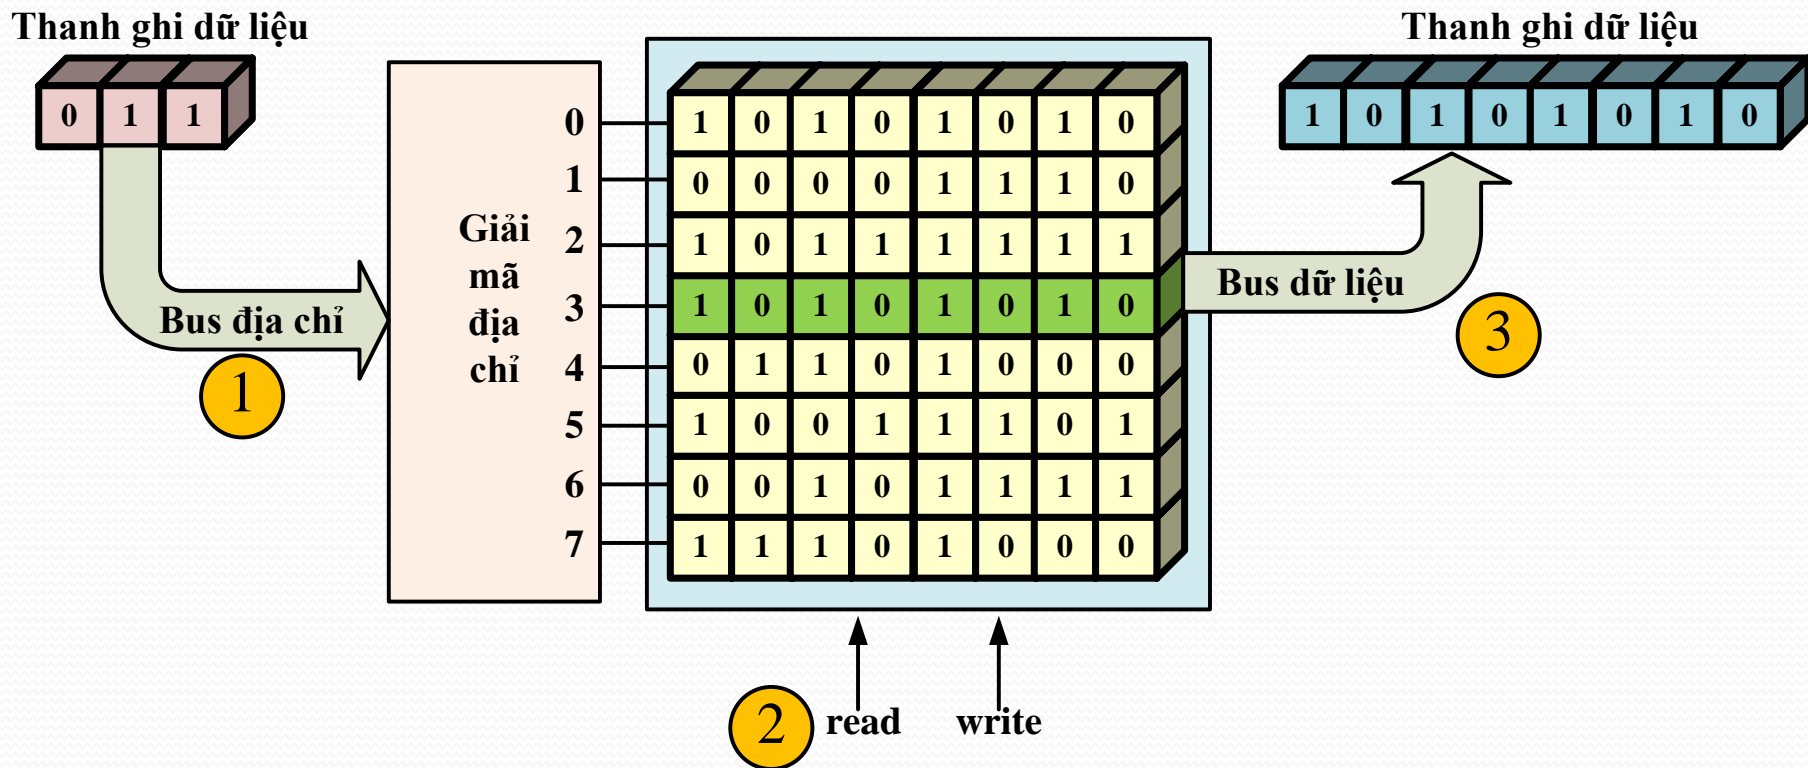 Thanh ghi dữ liệu
0 1 1
Bus địa chỉ
1
Giải
mã
địa
chỉ
0 1 0 1 0 1 0 1 0
1 0 0 0 0 1 1 1 0
2 1 0 1 1 1 1 1 1
3 1 0 1 0 1 0 1 0
4 0 1 1 0 1 0 0 0
5 1 0 0 1 1 1 0 1
6 0 0 1 0 1 1 1 1
7 1 1 1 0 1 0 0 0
2 read write
Thanh ghi dữ liệu
1 0 1 0 1 0 1 0
Bus dữ liệu
3